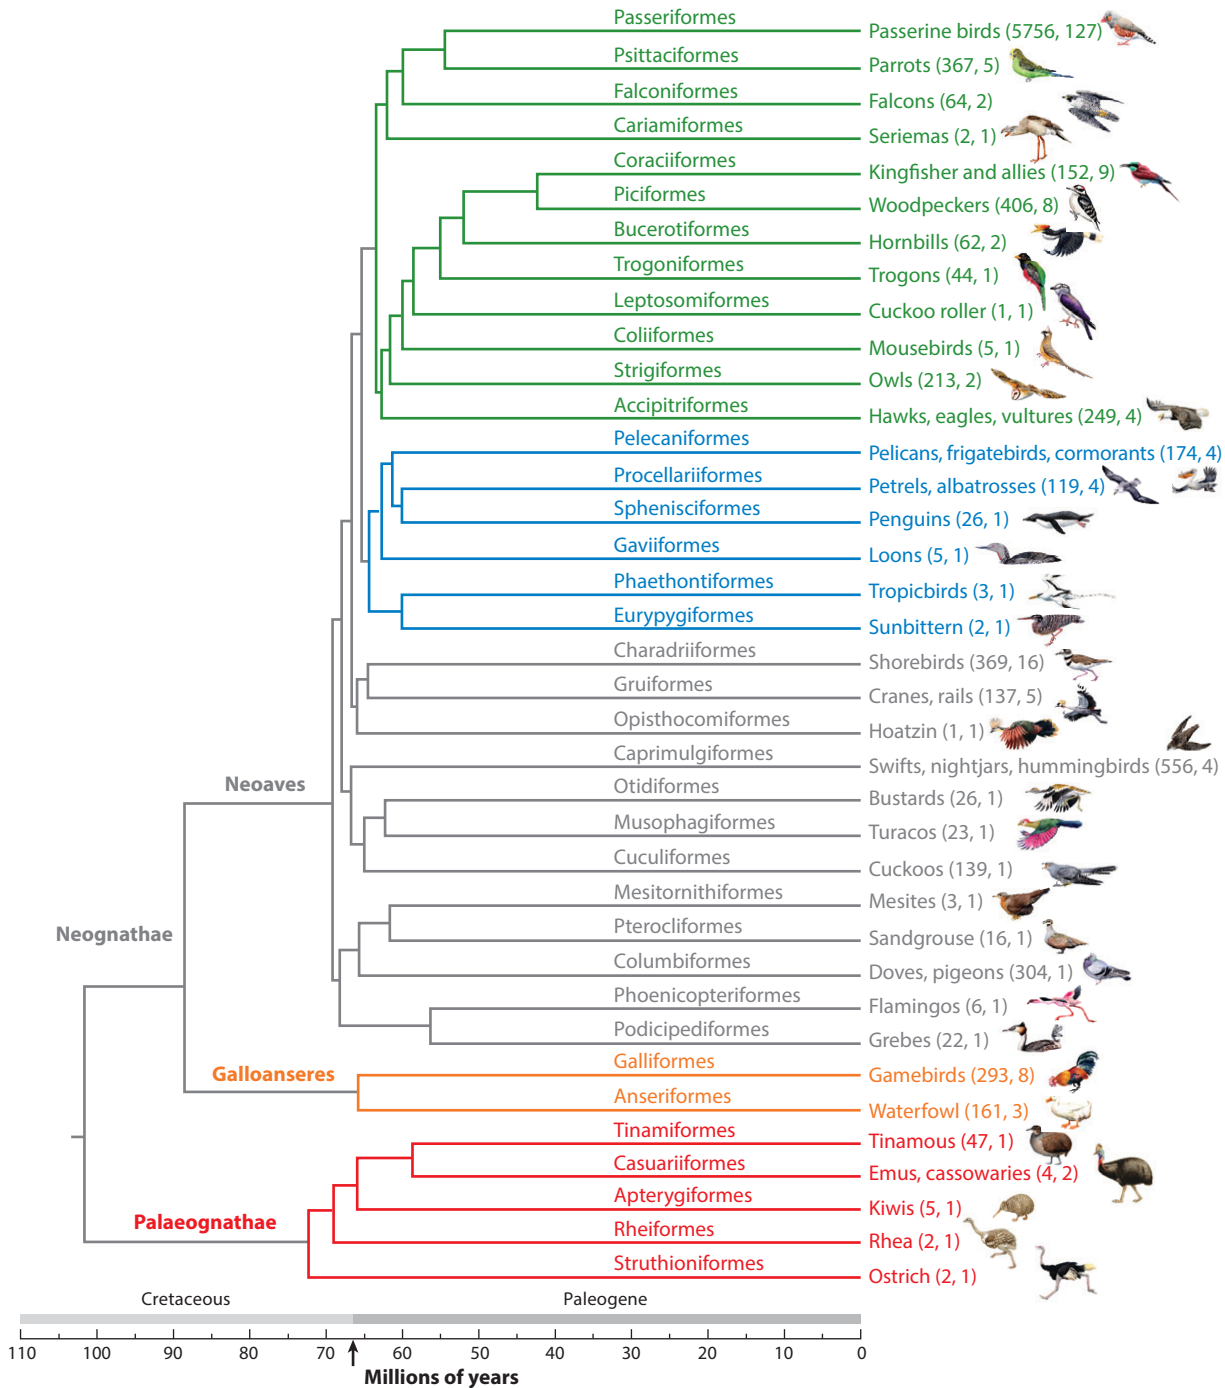 Passeriformes
Passerine birds (5756, 127)
Psittaciformes
Parrots (367, 5)
Falconiformes
Falcons (64, 2)
Cariamiformes
Seriemas (2, 1)
Coraciiformes
Kingfisher and allies (152, 9)
Piciformes
Woodpeckers (406, 8)
Bucerotiformes
Hornbills (62, 2)
Trogoniformes
Trogons (44, 1)
Leptosomiformes
Cuckoo roller (1, 1)
Coliiformes
Mousebirds (5, 1)
Strigiformes
Owls (213, 2)
Accipitriformes
Hawks, eagles, vultures (249, 4)
Pelecaniformes
Pelicans, frigatebirds, cormorants (174, 4)
Procellariiformes
Petrels, albatrosses (119, 4)
Sphenisciformes
Penguins (26, 1)
Gaviiformes
Loons (5, 1)
Phaethontiformes
Tropicbirds (3, 1)
Eurypygiformes
Sunbittern (2, 1)
Charadriiformes
Shorebirds (369, 16)
Gruiformes
Cranes, rails (137, 5)
Opisthocomiformes
Hoatzin (1, 1)
Caprimulgiformes
Swifts, nightjars, hummingbirds (556, 4)
Neoaves
Otidiformes
Bustards (26, 1)
Musophagiformes
Turacos (23, 1)
Cuculiformes
Cuckoos (139, 1)
Mesitornithiformes
Mesites (3, 1)
Neognathae
Pterocliformes
Sandgrouse (16, 1)
Columbiformes
Doves, pigeons (304, 1)
Phoenicopteriformes
Flamingos (6, 1)
Podicipediformes
Grebes (22, 1)
Galloanseres
Galliformes
Gamebirds (293, 8)
Anseriformes
Waterfowl (161, 3)
Tinamiformes
Tinamous (47, 1)
Casuariiformes
Emus, cassowaries (4, 2)
Apterygiformes
Kiwis (5, 1)
Palaeognathae
Rheiformes
Rhea (2, 1)
Struthioniformes
Ostrich (2, 1)
Cretaceous Paleogene
110 100 90 80 70 60 50 40 30 20 10 0
Millions of years